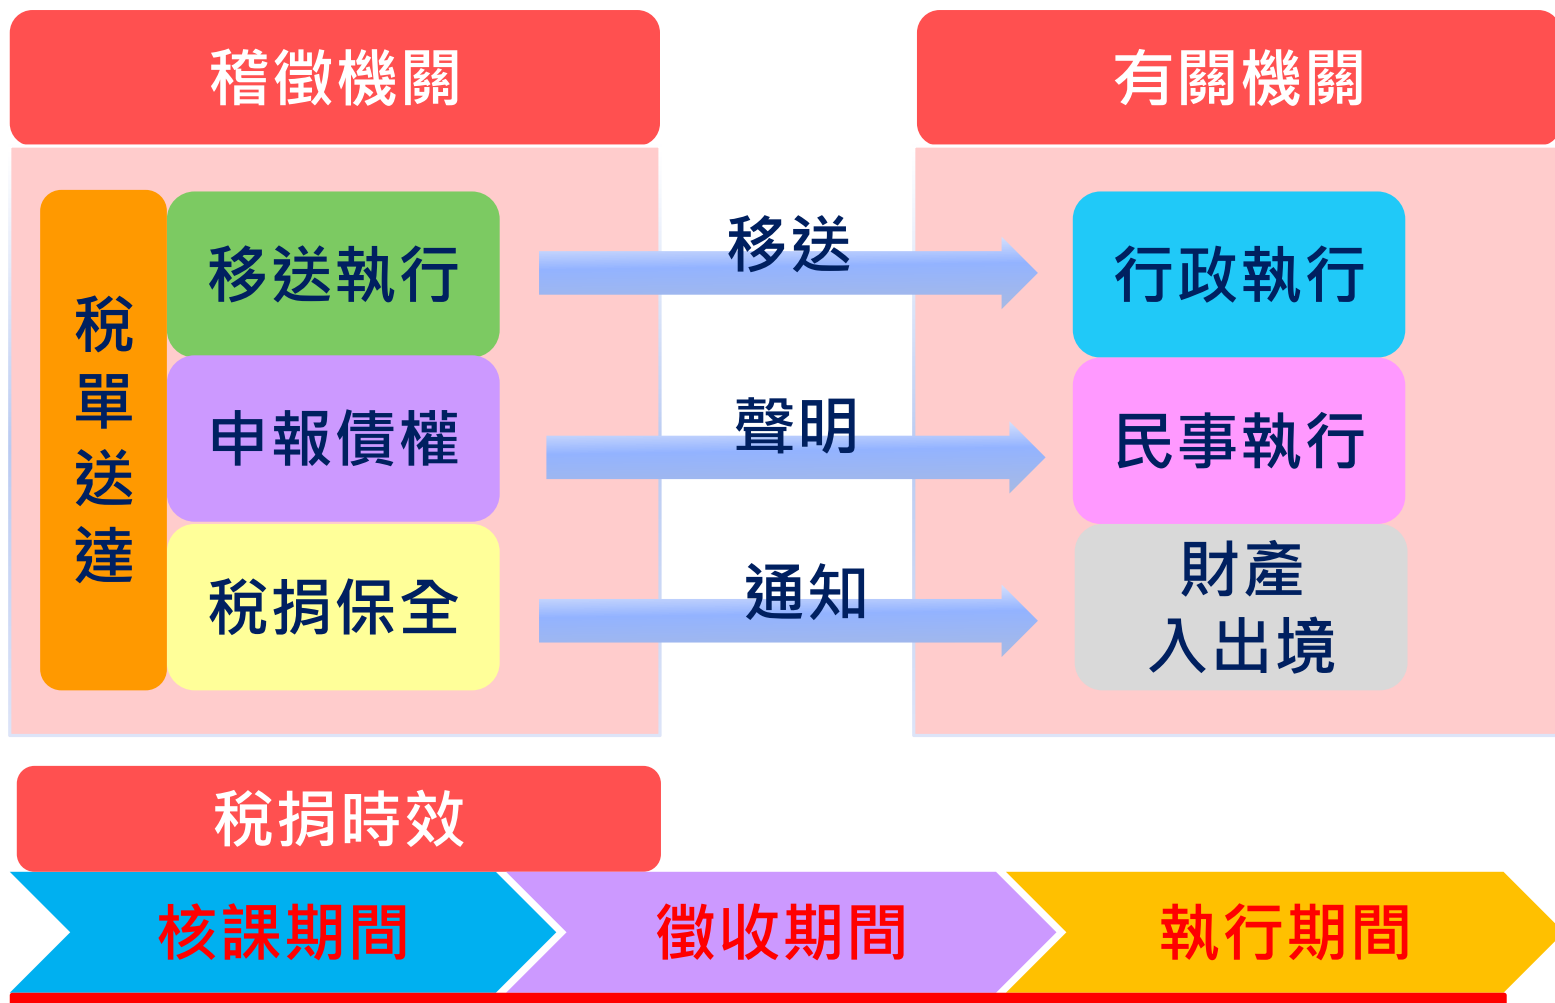 稽徵機關
有關機關
稅單送達
移送執行
移送
行政執行
申報債權
聲明
民事執行
稅捐保全
通知
財產
入出境
稅捐時效
核課期間
徵收期間
執行期間